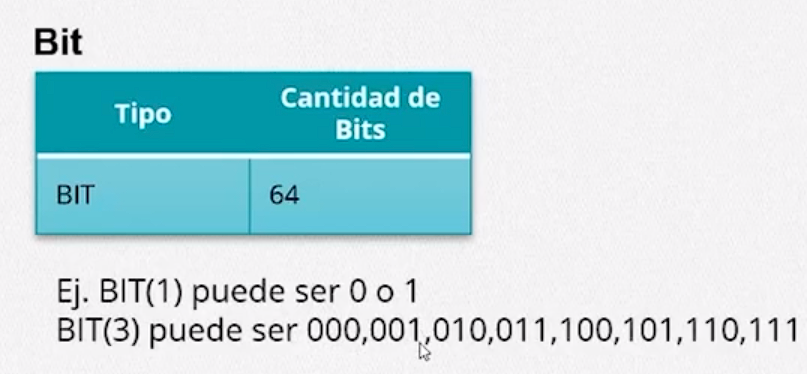 Bit
Tipo
Cantidad de
Bits
BIT
64
Ej. BIT(1) puede ser 0 o 1
BIT(3) puede ser 000,001,010,011,100,101,110,111